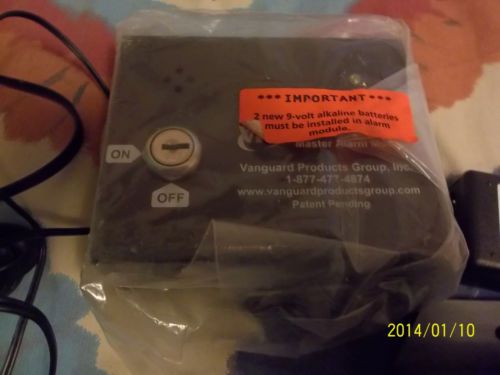 *** IMPORTANT ***
2 new 9-volt alkaline batteries
must be installed in alarm
module.
Master Alarm
ON
Vanguard Products Group, Inc.
1-877-477-4874
www.vanguardproductsgroup.com
OFF
Patent Pending
2014/01/10